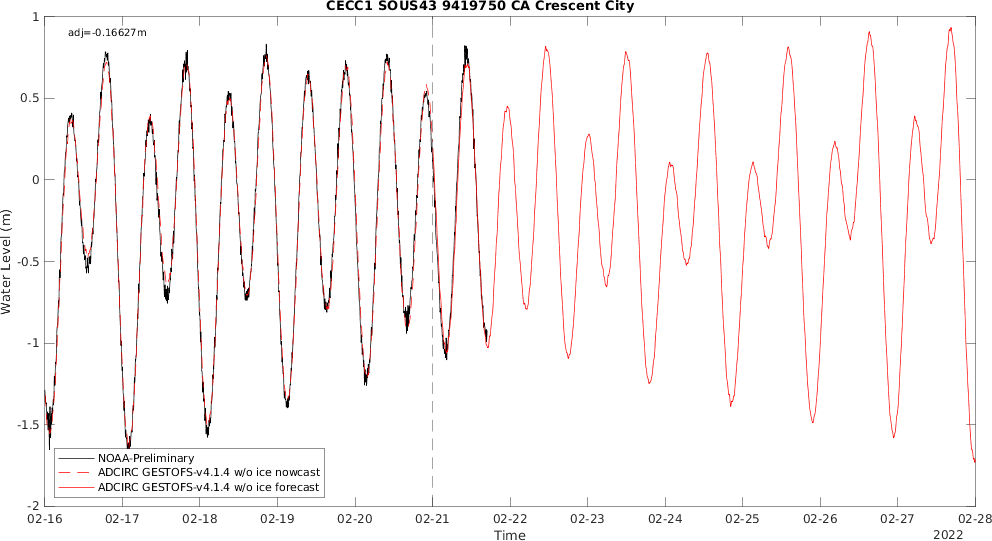 CECC1 SOUS43 9419750 CA Crescent City
adj=-0.16627m
Water Level (m)
1
0.5
0
-0.5
-1
-1.5
-2
NOAA-Preliminary
ADCIRC GESTOFS-v4.1.4 w/o ice nowcast
ADCIRC GESTOFS-v4.1.4 w/o ice forecast
02-16 02-17 02-18 02-19 02-20 02-21 02-22 02-23 02-24 02-25 02-26 02-27 02-28
Time
2022